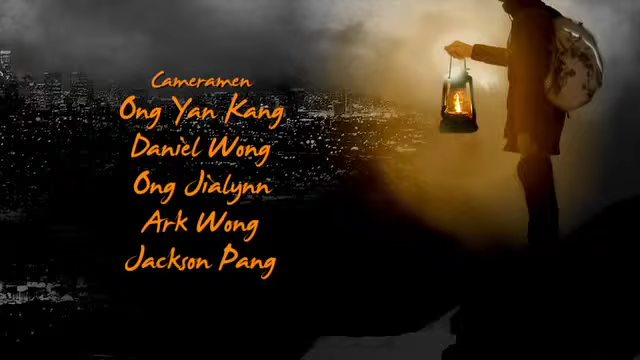 Cameramen
Ong Yan Kang
Daniel Wong
Ong Jialynn
Ark Wong
Jackson Pang